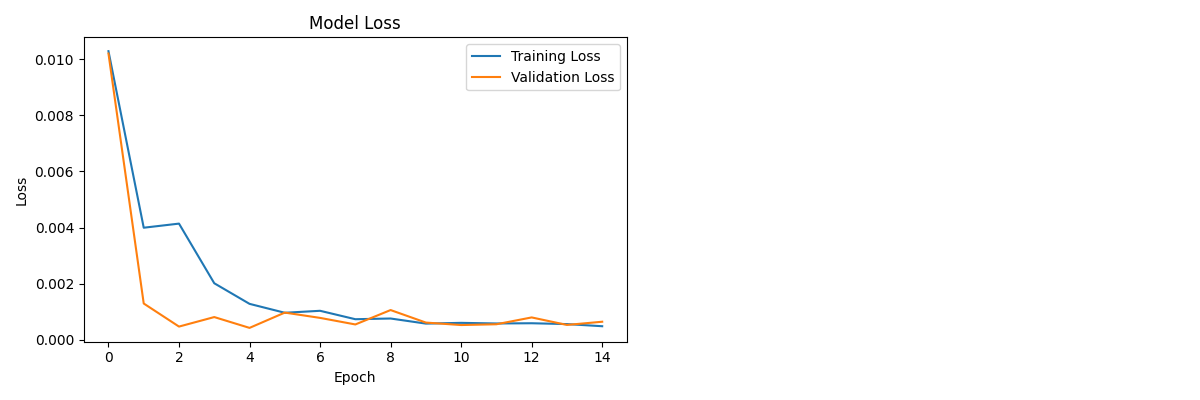 Model Loss
Training Loss
Validation Loss
0.010
0.008
0.006
0.004
0.002
0.000
Loss
0 2 4 6 8 10 12 14
Epoch